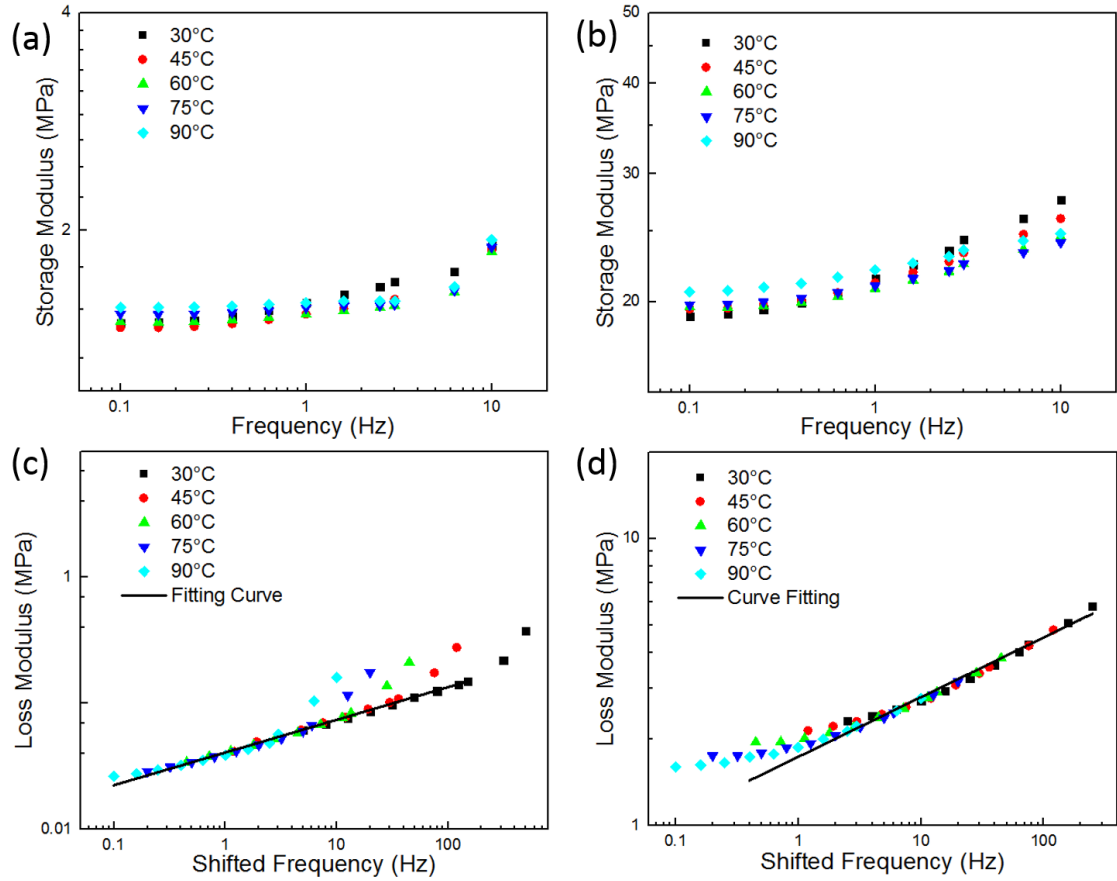 (a)
4
2
Storage Modulus (MPa)
30°C
45°C
60°C
75°C
90°C
0.1
1
10
Frequency (Hz)
(b)
50
40
30
20
Storage Modulus (MPa)
30°C
45°C
60°C
75°C
90°C
0.1
1
10
Frequency (Hz)
(c)
1
0.01
Loss Modulus (MPa)
30°C
45°C
60°C
75°C
90°C
Fitting Curve
0.1
1
10
100
Shifted Frequency (Hz)
(d)
10
1
Loss Modulus (MPa)
30°C
45°C
60°C
75°C
90°C
Curve Fitting
0.1
1
10
100
Shifted Frequency (Hz)